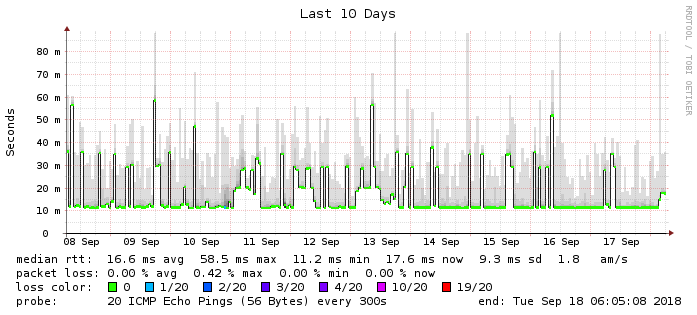 Last 10 Days
RRDTOOL / TOBI OETIKER
Seconds
80 m
70 m
60 m
50 m
40 m
30 m
20 m
10 m
0
08 Sep 09 Sep 10 Sep 11 Sep 12 Sep 13 Sep 14 Sep 15 Sep 16 Sep 17 Sep
median rtt: 16.6 ms avg 58.5 ms max 11.2 ms min 17.6 ms now 9.3 ms sd 1.8 am/s
packet loss: 0.00 % avg 0.42 % max 0.00 % min 0.00 % now
loss color: 0 1/20 2/20 3/20 4/20 10/20 19/20
probe: 20 ICMP Echo Pings (56 Bytes) every 300s end: Tue Sep 18 06:05:08 2018